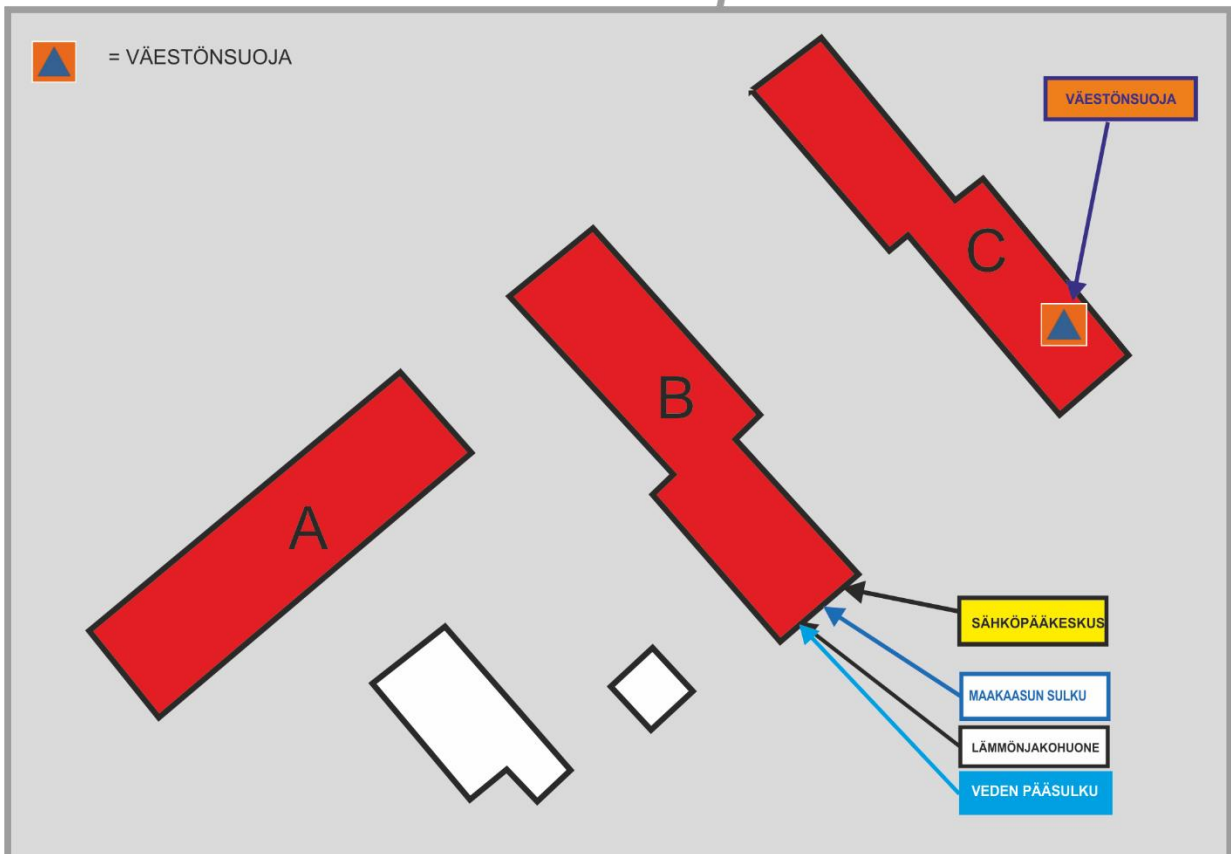 = VÄESTÖNSUOJA
VÄESTÖNSUOJA
C
B
A
SÄHKÖPÄÄKESKUS
MAAKAASUN SULKU
LÄMMÖNJAKOHUONE
VEDEN PÄÄSULKU